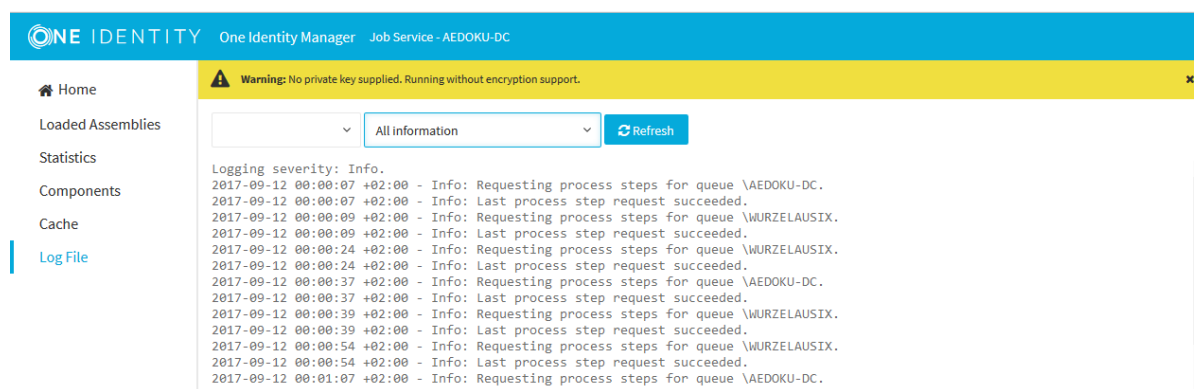 ONE IDENTITY One Identity Manager Job Service - AEDOKU-DC
Home
Loaded Assemblies
Statistics
Components
Cache
Log File
Warning: No private key supplied. Running without encryption support.
All information
Refresh
Logging severity: Info.
2017-09-12 00:00:07 +02:00 - Info: Requesting process steps for queue \AEDOKU-DC.
2017-09-12 00:00:07 +02:00 - Info: Last process step request succeeded.
2017-09-12 00:00:09 +02:00 - Info: Requesting process steps for queue \WURZELAUSIX.
2017-09-12 00:00:09 +02:00 - Info: Last process step request succeeded.
2017-09-12 00:00:24 +02:00 - Info: Requesting process steps for queue \WURZELAUSIX.
2017-09-12 00:00:24 +02:00 - Info: Last process step request succeeded.
2017-09-12 00:00:37 +02:00 - Info: Requesting process steps for queue \AEDOKU-DC.
2017-09-12 00:00:37 +02:00 - Info: Last process step request succeeded.
2017-09-12 00:00:39 +02:00 - Info: Requesting process steps for queue \WURZELAUSIX.
2017-09-12 00:00:39 +02:00 - Info: Last process step request succeeded.
2017-09-12 00:00:54 +02:00 - Info: Requesting process steps for queue \WURZELAUSIX.
2017-09-12 00:00:54 +02:00 - Info: Last process step request succeeded.
2017-09-12 00:01:07 +02:00 - Info: Requesting process steps for queue \AEDOKU-DC.